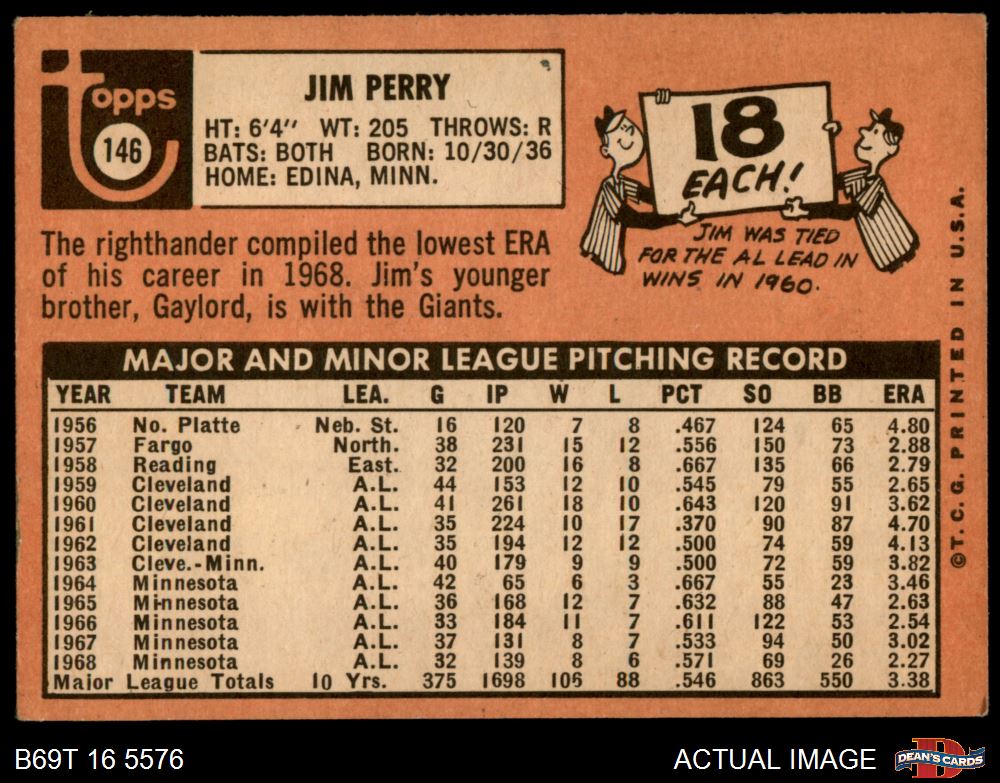 Topps
146
JIM PERRY
HT: 6'4" WT: 205 THROWS: R
BATS: BOTH BORN: 10/30/36
HOME: EDINA, MINN.
The righthander compiled the lowest ERA
of his career in 1968. Jim's younger
brother, Gaylord, is with the Giants.
18
EACH!
JIM WAS TIED
FOR THE AL LEAD IN
WINS IN 1960.
MAJOR AND MINOR LEAGUE PITCHING RECORD
YEAR TEAM LEA. G IP W L PCT SO BB ERA
1956 No. Platte Neb. St. 16 120 7 8 .467 124 65 4.80
1957 Fargo North. 38 231 15 12 .556 150 73 2.88
1958 Reading East. 32 200 16 8 .667 135 66 2.79
1959 Cleveland A.L. 44 153 12 10 .545 79 55 2.65
1960 Cleveland A.L. 41 261 18 10 .643 120 91 3.62
1961 Cleveland A.L. 35 224 10 17 .370 90 87 4.70
1962 Cleveland A.L. 35 194 12 12 .500 74 59 4.13
1963 Cleve.-Minn. A.L. 40 179 9 9 .500 72 59 3.82
1964 Minnesota A.L. 42 65 6 3 .667 55 23 3.46
1965 Minnesota A.L. 36 168 12 7 .632 88 47 2.63
1966 Minnesota A.L. 33 184 11 7 .611 122 53 2.54
1967 Minnesota A.L. 37 131 8 7 .533 94 50 3.02
1968 Minnesota A.L. 32 139 8 6 .571 69 26 2.27
Major League Totals 10 Yrs. 375 1698 106 88 .546 863 550 3.38
©T.C.G. PRINTED IN U.S.A.
B69T 16 5576
ACTUAL IMAGE
D
DEAN'S CARDS